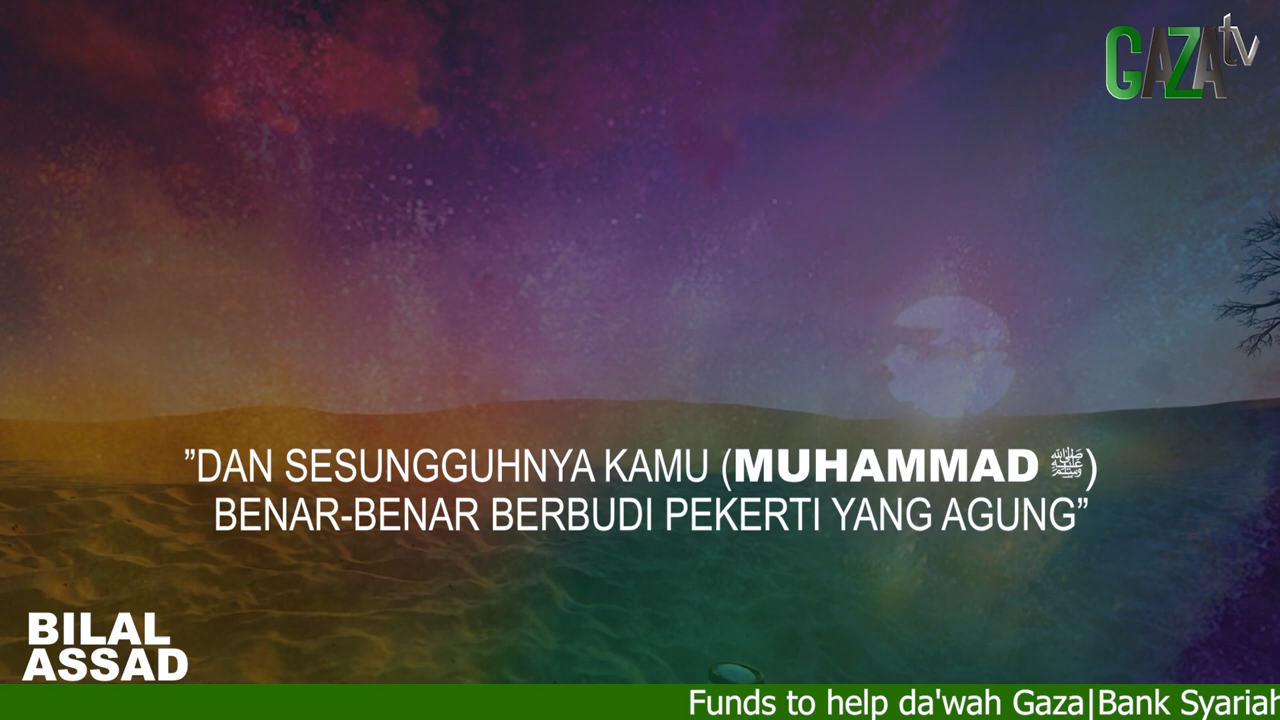 GAZA tv
”DAN SESUNGGUHNYA KAMU (MUHAMMAD ﷺ)
BENAR-BENAR BERBUDI PEKERTI YANG AGUNG”
BILAL
ASSAD
Funds to help da'wah Gaza|Bank Syariah